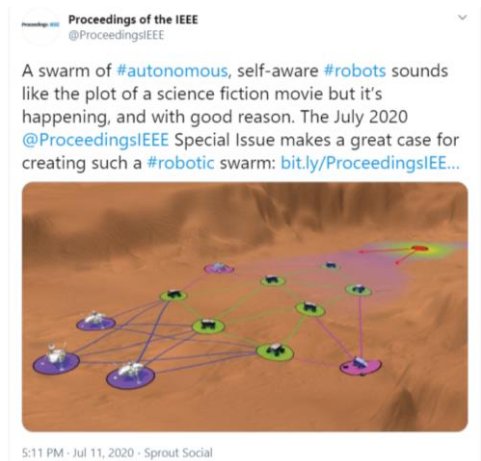 Proceedings of the IEEE
@ProceedingsIEEE
A swarm of #autonomous, self-aware #robots sounds
like the plot of a science fiction movie but it's
happening, and with good reason. The July 2020
@ProceedingsIEEE Special Issue makes a great case for
creating such a #robotic swarm: bit.ly/ProceedingsIEE...
5:11 PM · Jul 11, 2020 · Sprout Social